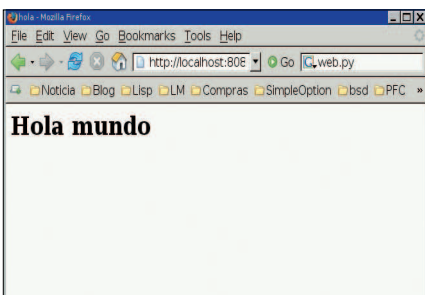 hola - Mozilla Firefox
File Edit View Go Bookmarks Tools Help
http://localhost:808 Go web.py
Noticia Blog Lisp LM Compras SimpleOption bsd PFC »
Hola mundo